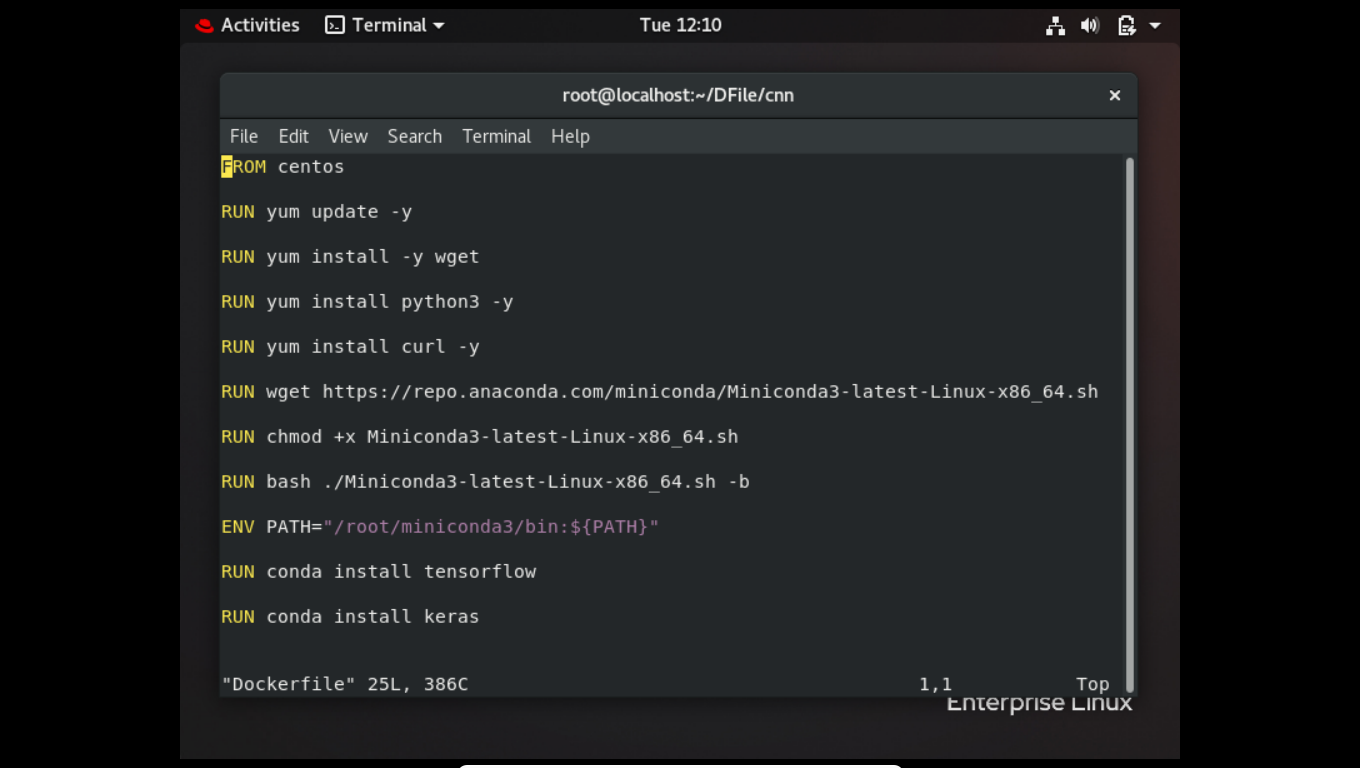 Activities Terminal Tue 12:10
root@localhost:~/DFile/cnn ×
File Edit View Search Terminal Help
FROM centos
RUN yum update -y
RUN yum install -y wget
RUN yum install python3 -y
RUN yum install curl -y
RUN wget https://repo.anaconda.com/miniconda/Miniconda3-latest-Linux-x86_64.sh
RUN chmod +x Miniconda3-latest-Linux-x86_64.sh
RUN bash ./Miniconda3-latest-Linux-x86_64.sh -b
ENV PATH="/root/miniconda3/bin:${PATH}"
RUN conda install tensorflow
RUN conda install keras
"Dockerfile" 25L, 386C 1,1 Top
Enterprise Linux